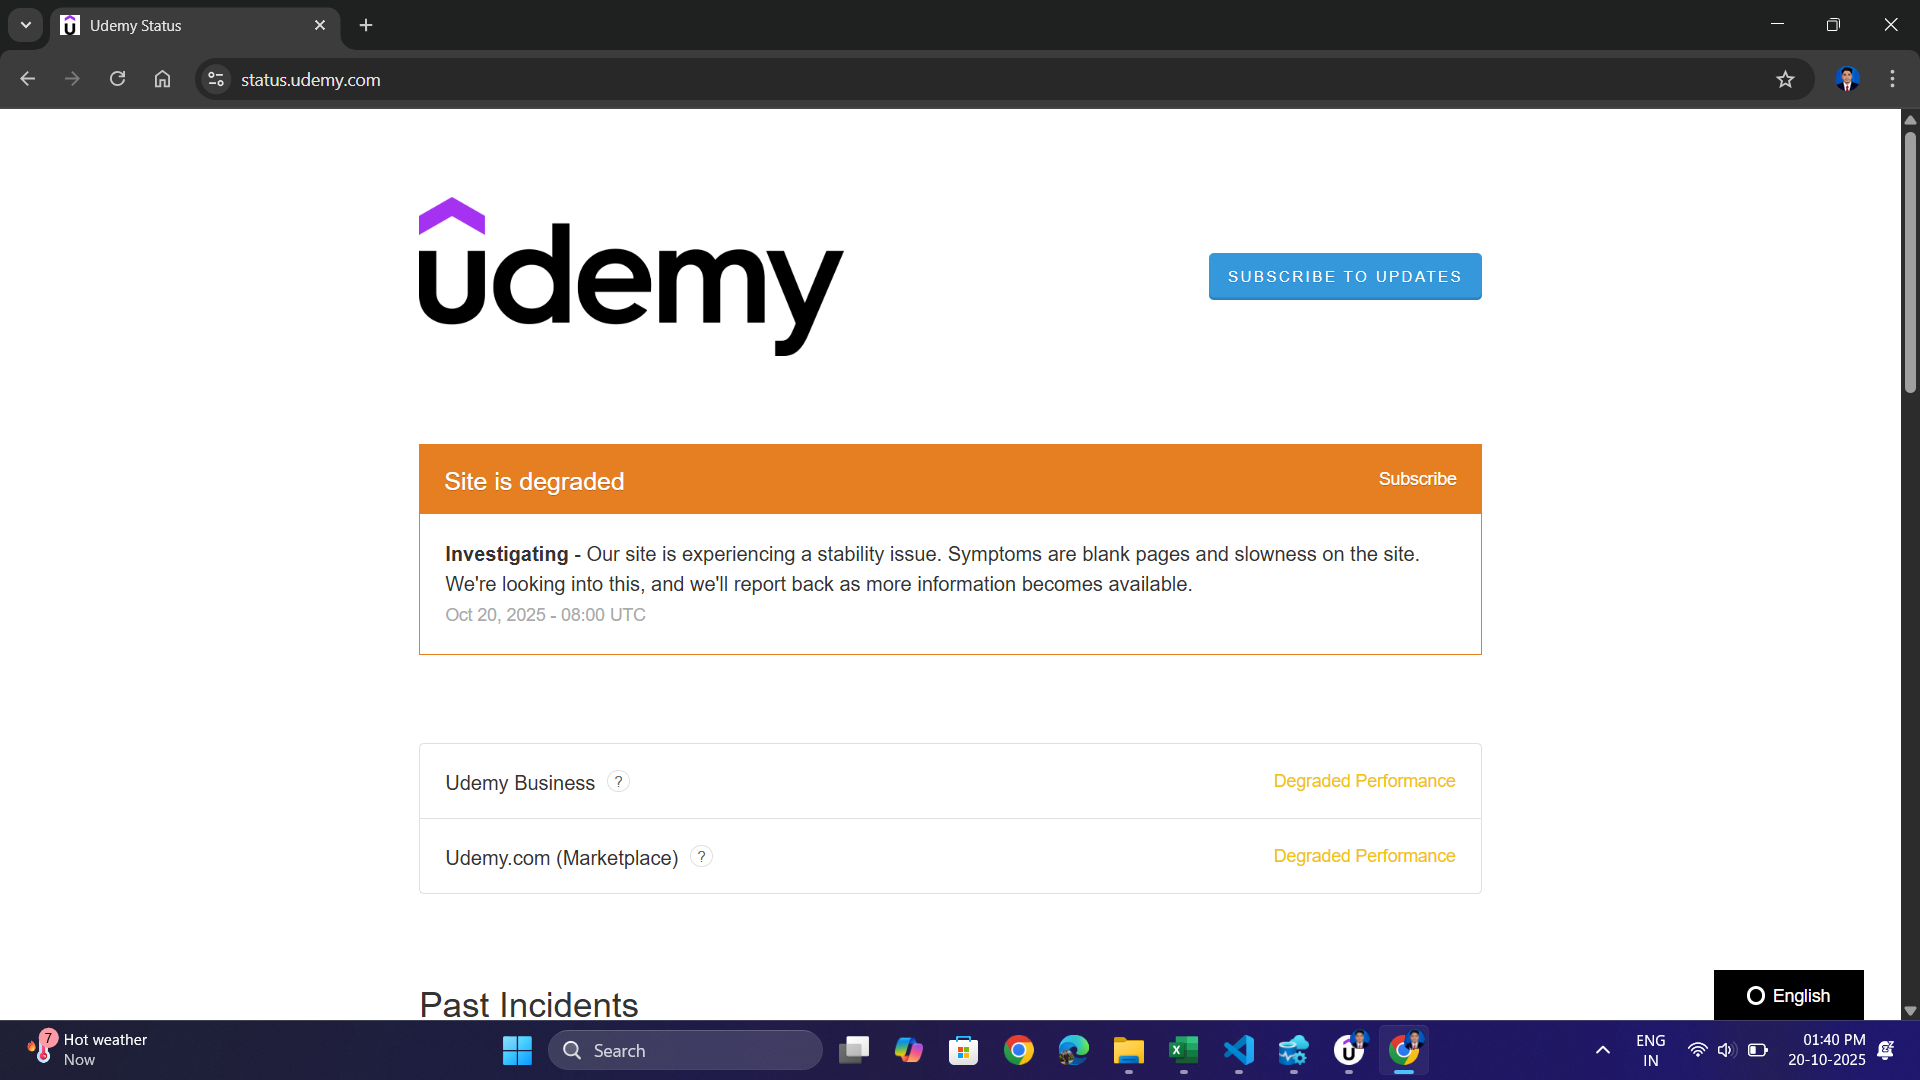 Udemy Status
status.udemy.com
udemy
SUBSCRIBE TO UPDATES
Site is degraded
Subscribe
Investigating - Our site is experiencing a stability issue. Symptoms are blank pages and slowness on the site.
We're looking into this, and we'll report back as more information becomes available.
Oct 20, 2025 - 08:00 UTC
Udemy Business ?
Degraded Performance
Udemy.com (Marketplace) ?
Degraded Performance
Past Incidents
English
7
Hot weather
Now
Search
ENG
IN
01:40 PM
20-10-2025